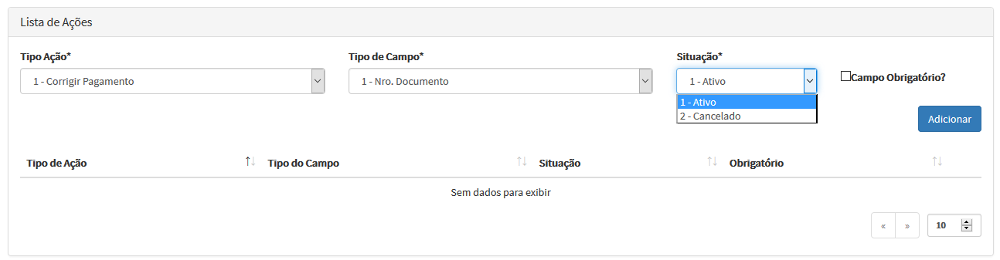 Lista de Ações
Tipo Ação* Tipo de Campo* Situação*
1 - Corrigir Pagamento 1 - Nro. Documento 1 - Ativo Campo Obrigatório?
1 - Ativo
2 - Cancelado
Adicionar
Tipo de Ação Tipo do Campo Situação Obrigatório
Sem dados para exibir
« » 10